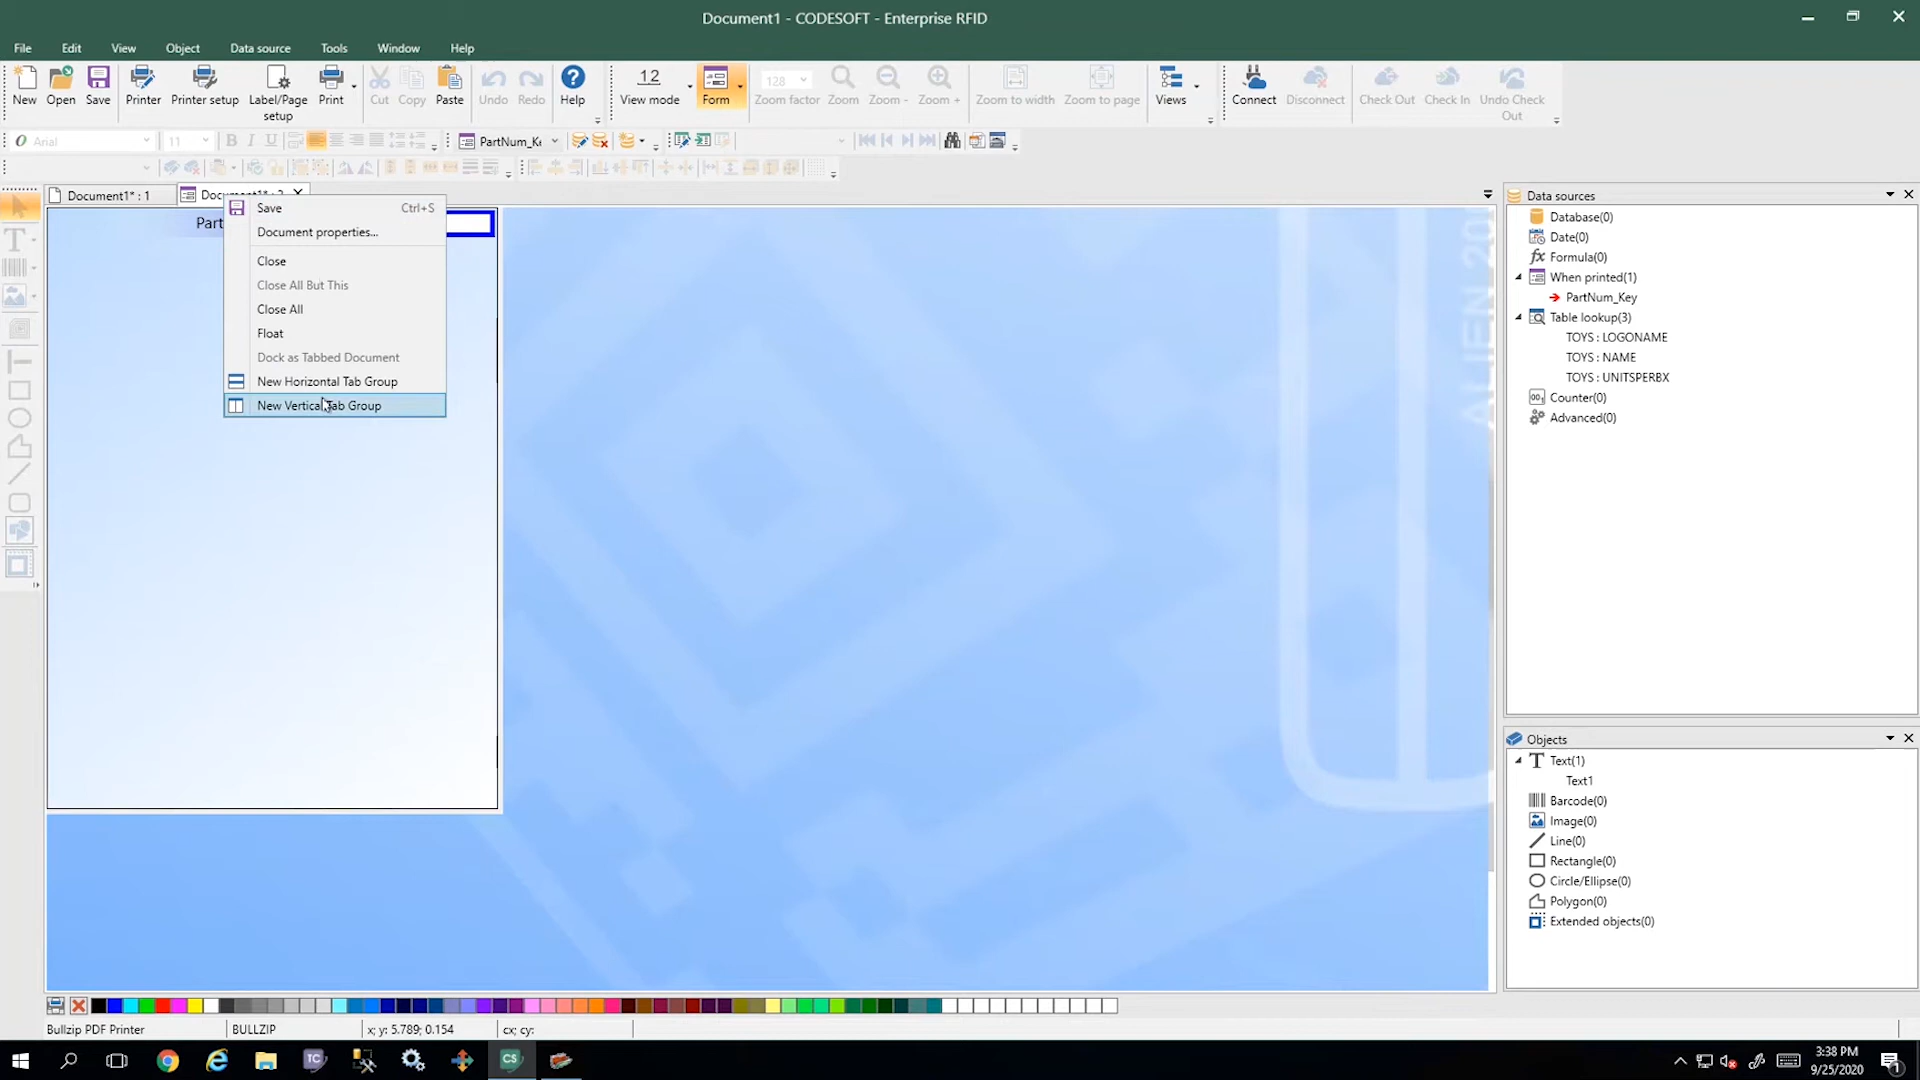 Document1 - CODESOFT - Enterprise RFID
File Edit View Object Data source Tools Window Help
New Open Save Printer Printer setup Label/Page setup Print Cut Copy Paste Undo Redo Help 12 View mode Form 128 Zoom factor Zoom Zoom - Zoom + Zoom to width Zoom to page Views Connect Disconnect Check Out Check In Undo Check Out
Arial 11 B I U PartNum_Ke
Document1* : 1
Part
Save Ctrl+S
Document properties...
Close
Close All But This
Close All
Float
Dock as Tabbed Document
New Horizontal Tab Group
New Vertical Tab Group
ALIEN 20
Data sources
Database(0)
Date(0)
Formula(0)
When printed(1)
PartNum_Key
Table lookup(3)
TOYS : LOGONAME
TOYS : NAME
TOYS : UNITSPERBX
Counter(0)
Advanced(0)
Objects
Text(1)
Text1
Barcode(0)
Image(0)
Line(0)
Rectangle(0)
Circle/Ellipse(0)
Polygon(0)
Extended objects(0)
Bullzip PDF Printer BULLZIP x; y: 5.789; 0.154 cx; cy:
TC CS
3:38 PM
9/25/2020
1